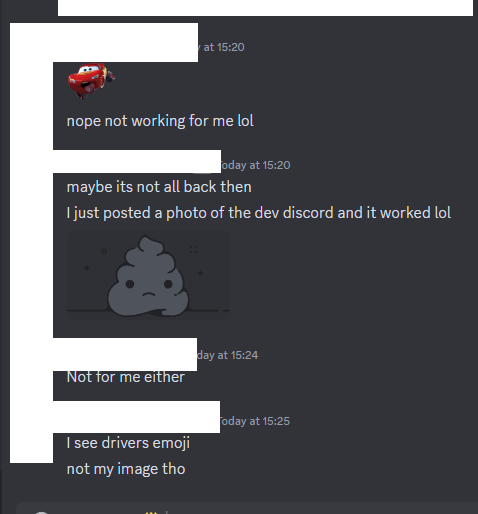 at 15:20
nope not working for me lol
Today at 15:20
maybe its not all back then
I just posted a photo of the dev discord and it worked lol
day at 15:24
Not for me either
Today at 15:25
I see drivers emoji
not my image tho